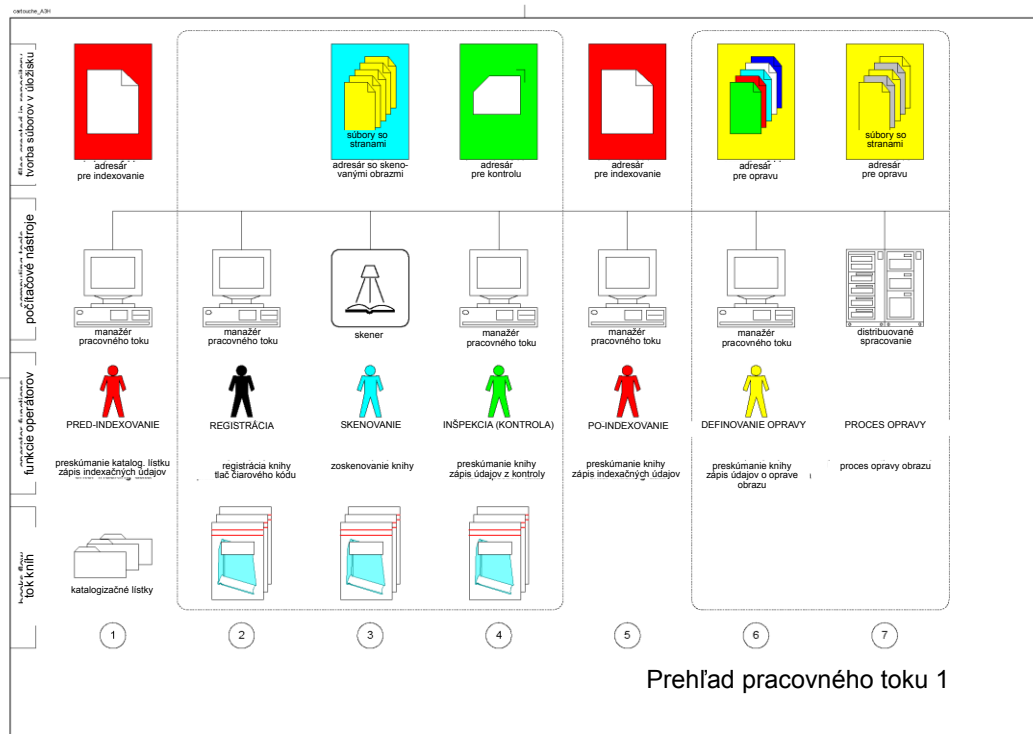 cartouche_A3H
tvorba súborov v úložisku
súbory so
stranami
súbory so
stranami
adresár
pre indexovanie
adresár so skeno-
vanými obrazmi
adresár
pre kontrolu
adresár
pre indexovanie
adresár
pre opravu
adresár
pre opravu
počítačové nástroje
manažér
pracovného toku
manažér
pracovného toku
skener
manažér
pracovného toku
manažér
pracovného toku
manažér
pracovného toku
distribuované
spracovanie
funkcie operátorov
PRED-INDEXOVANIE
REGISTRÁCIA
SKENOVANIE
INŠPEKCIA (KONTROLA)
PO-INDEXOVANIE
DEFINOVANIE OPRAVY
PROCES OPRAVY
preskúmanie katalog. lístku
zápis indexačných údajov
registrácia knihy
tlač čiarového kódu
zoskenovanie knihy
preskúmanie knihy
zápis údajov z kontroly
preskúmanie knihy
zápis indexačných údajov
preskúmanie knihy
zápis údajov o oprave
obrazu
proces opravy obrazu
tok kníh
katalogizačné lístky
1
2
3
4
5
6
7
Prehľad pracovného toku 1